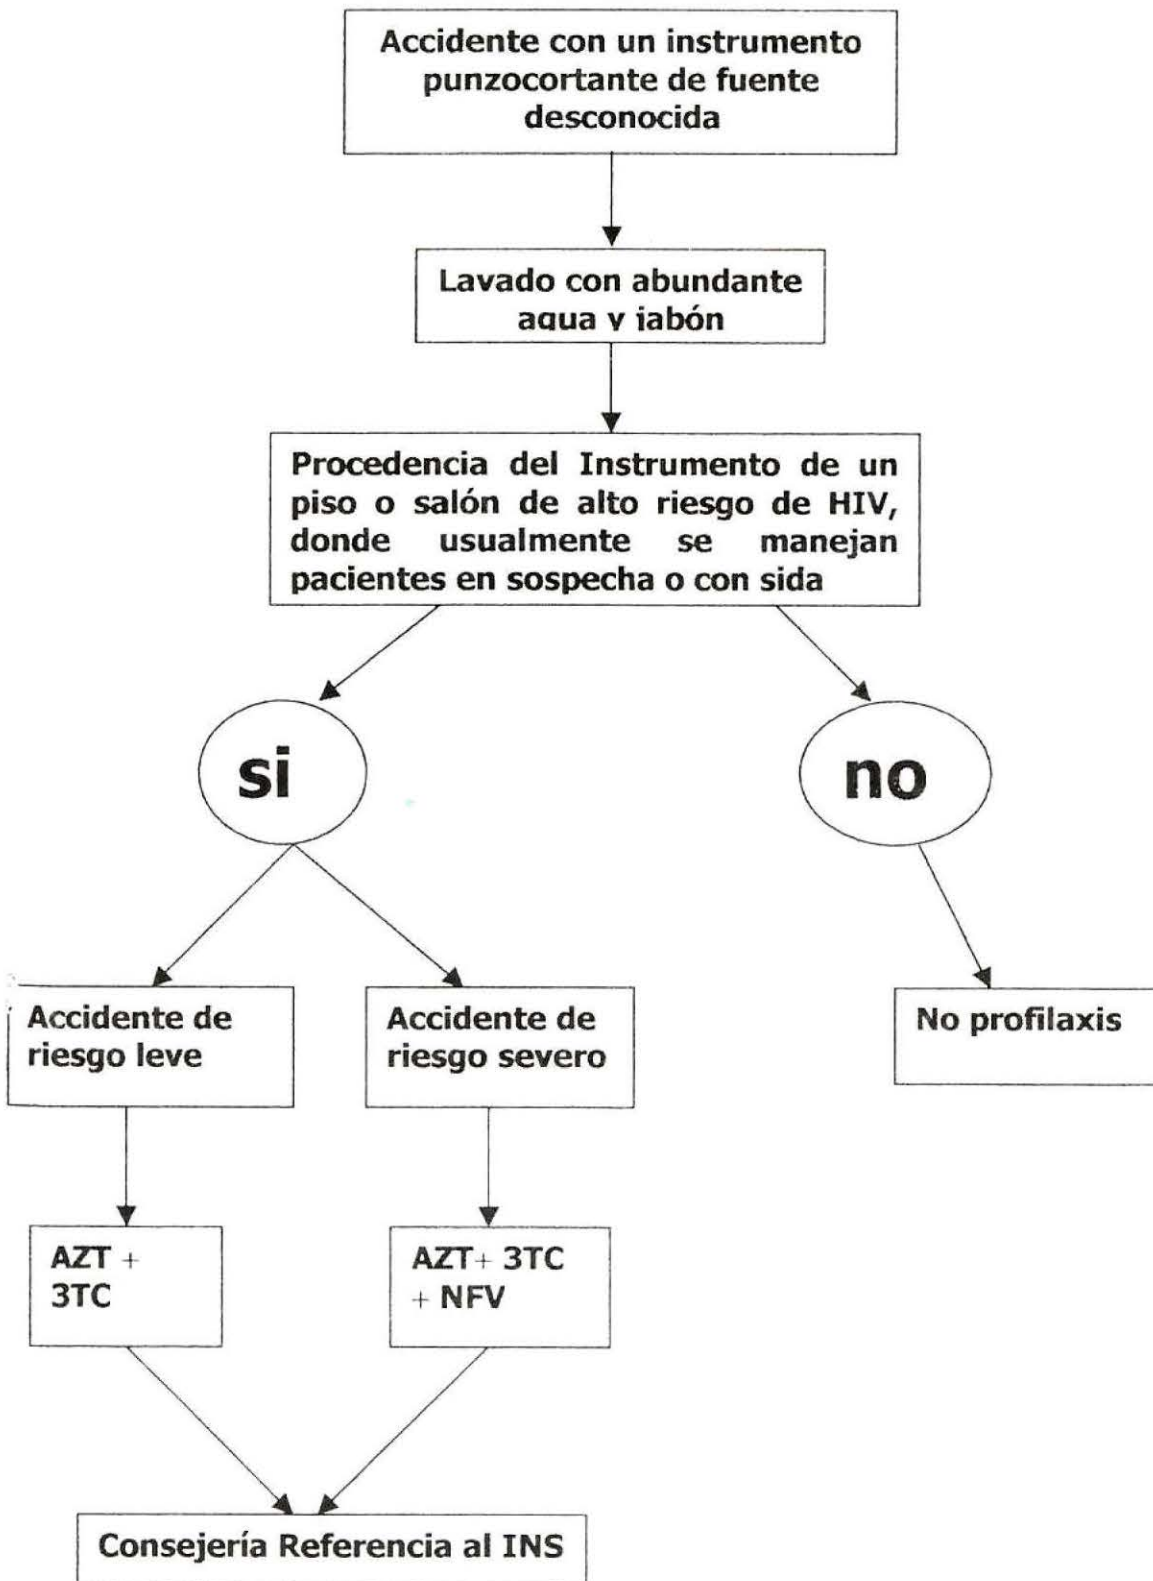 Accidente con un instrumento
punzocortante de fuente
desconocida
Lavado con abundante
agua y jabón
Procedencia del Instrumento de un
piso o salón de alto riesgo de HIV,
donde usualmente se manejan
pacientes en sospecha o con sida
si
no
Accidente de
riesgo leve
Accidente de
riesgo severo
No profilaxis
AZT +
3TC
AZT+ 3TC
+ NFV
Consejería Referencia al INS